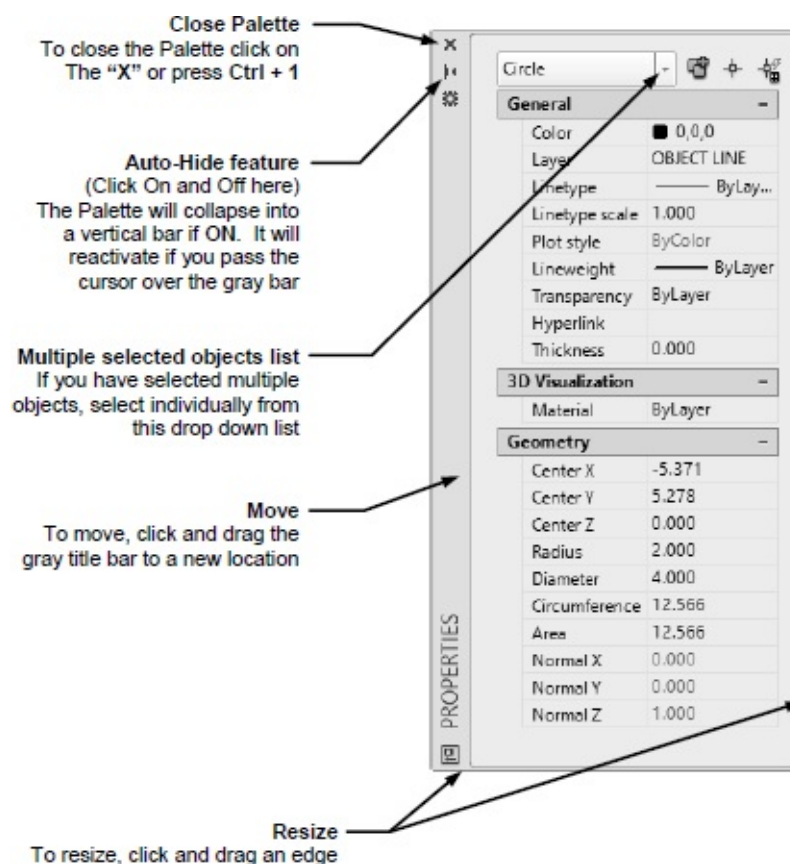 Close Palette
To close the Palette click on
The “X” or press Ctrl + 1
Auto-Hide feature
(Click On and Off here)
The Palette will collapse into
a vertical bar if ON. It will
reactivate if you pass the
cursor over the gray bar
Multiple selected objects list
If you have selected multiple
objects, select individually from
this drop down list
Move
To move, click and drag the
gray title bar to a new location
Resize
To resize, click and drag an edge
PROPERTIES
Circle
General
Color 0,0,0
Layer OBJECT LINE
Linetype ByLay...
Linetype scale 1.000
Plot style ByColor
Lineweight ByLayer
Transparency ByLayer
Hyperlink
Thickness 0.000
3D Visualization
Material ByLayer
Geometry
Center X -5.371
Center Y 5.278
Center Z 0.000
Radius 2.000
Diameter 4.000
Circumference 12.566
Area 12.566
Normal X 0.000
Normal Y 0.000
Normal Z 1.000